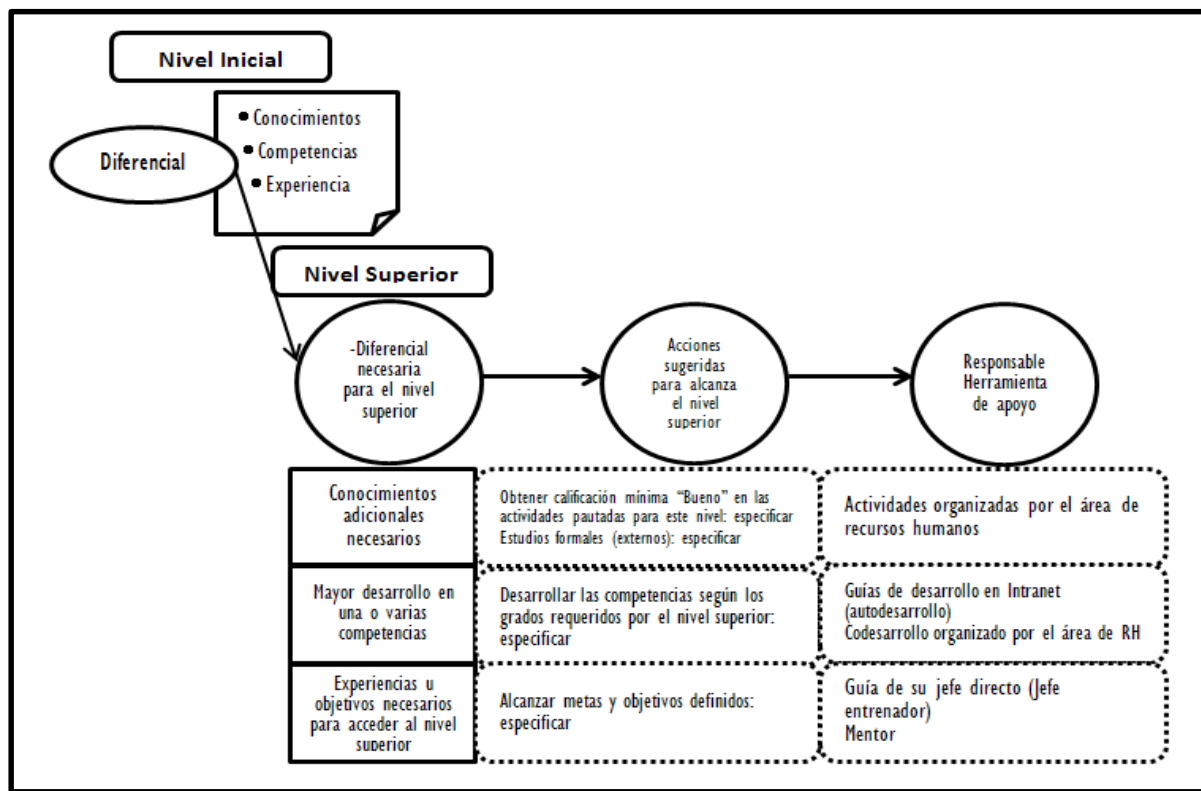 Nivel Inicial
• Conocimientos
• Competencias
• Experiencia
Diferencial
Nivel Superior
-Diferencial
necesaria
para el nivel
superior
Acciones
sugeridas
para alcanza
el nivel
superior
Responsable
Herramienta
de apoyo
Conocimientos
adicionales
necesarios
Obtener calificación mínima “Bueno” en las
actividades pautadas para este nivel: especificar
Estudios formales (externos): especificar
Actividades organizadas por el área de
recursos humanos
Mayor desarrollo en
una o varias
competencias
Desarrollar las competencias según los
grados requeridos por el nivel superior:
especificar
Guías de desarrollo en Intranet
(autodesarrollo)
Codesarrollo organizado por el área de RH
Experiencias u
objetivos necesarios
para acceder al nivel
superior
Alcanzar metas y objetivos definidos:
especificar
Guía de su jefe directo (Jefe
entrenador)
Mentor